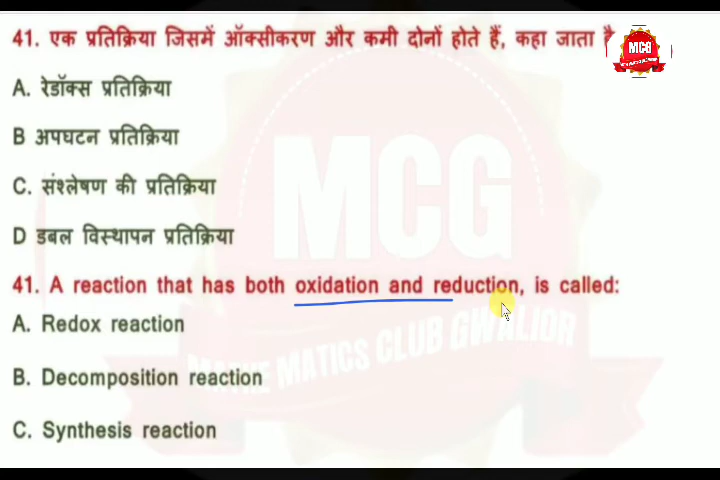 41. एक प्रतिक्रिया जिसमें ऑक्सीकरण और कमी दोनों होते हैं, कहा जाता है
MCG
A. रेडॉक्स प्रतिक्रिया
B अपघटन प्रतिक्रिया
C. संश्लेषण की प्रतिक्रिया
D डबल विस्थापन प्रतिक्रिया
MCG
41. A reaction that has both oxidation and reduction, is called:
A. Redox reaction
MATHEMATICS CLUB GWALIOR
B. Decomposition reaction
C. Synthesis reaction